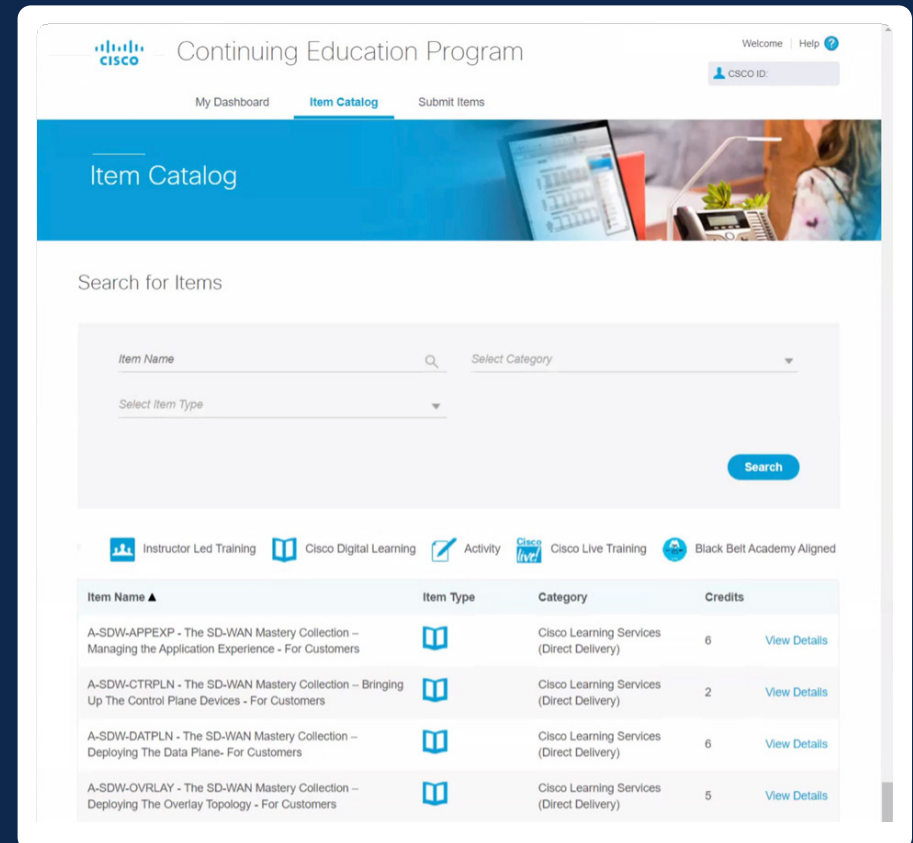 cisco
Continuing Education Program
Welcome | Help ?
CSCO ID:
My Dashboard Item Catalog Submit Items
Item Catalog
Search for Items
Item Name
Select Category
Select Item Type
Search
Instructor Led Training Cisco Digital Learning Activity Cisco live! Cisco Live Training Black Belt Academy Aligned
Item Name ▲ Item Type Category Credits
A-SDW-APPEXP - The SD-WAN Mastery Collection – Cisco Learning Services
Managing the Application Experience - For Customers (Direct Delivery) 6 View Details
A-SDW-CTRPLN - The SD-WAN Mastery Collection – Bringing Cisco Learning Services
Up The Control Plane Devices - For Customers (Direct Delivery) 2 View Details
A-SDW-DATPLN - The SD-WAN Mastery Collection – Cisco Learning Services
Deploying The Data Plane- For Customers (Direct Delivery) 6 View Details
A-SDW-OVRLAY - The SD-WAN Mastery Collection – Cisco Learning Services
Deploying The Overlay Topology - For Customers (Direct Delivery) 5 View Details